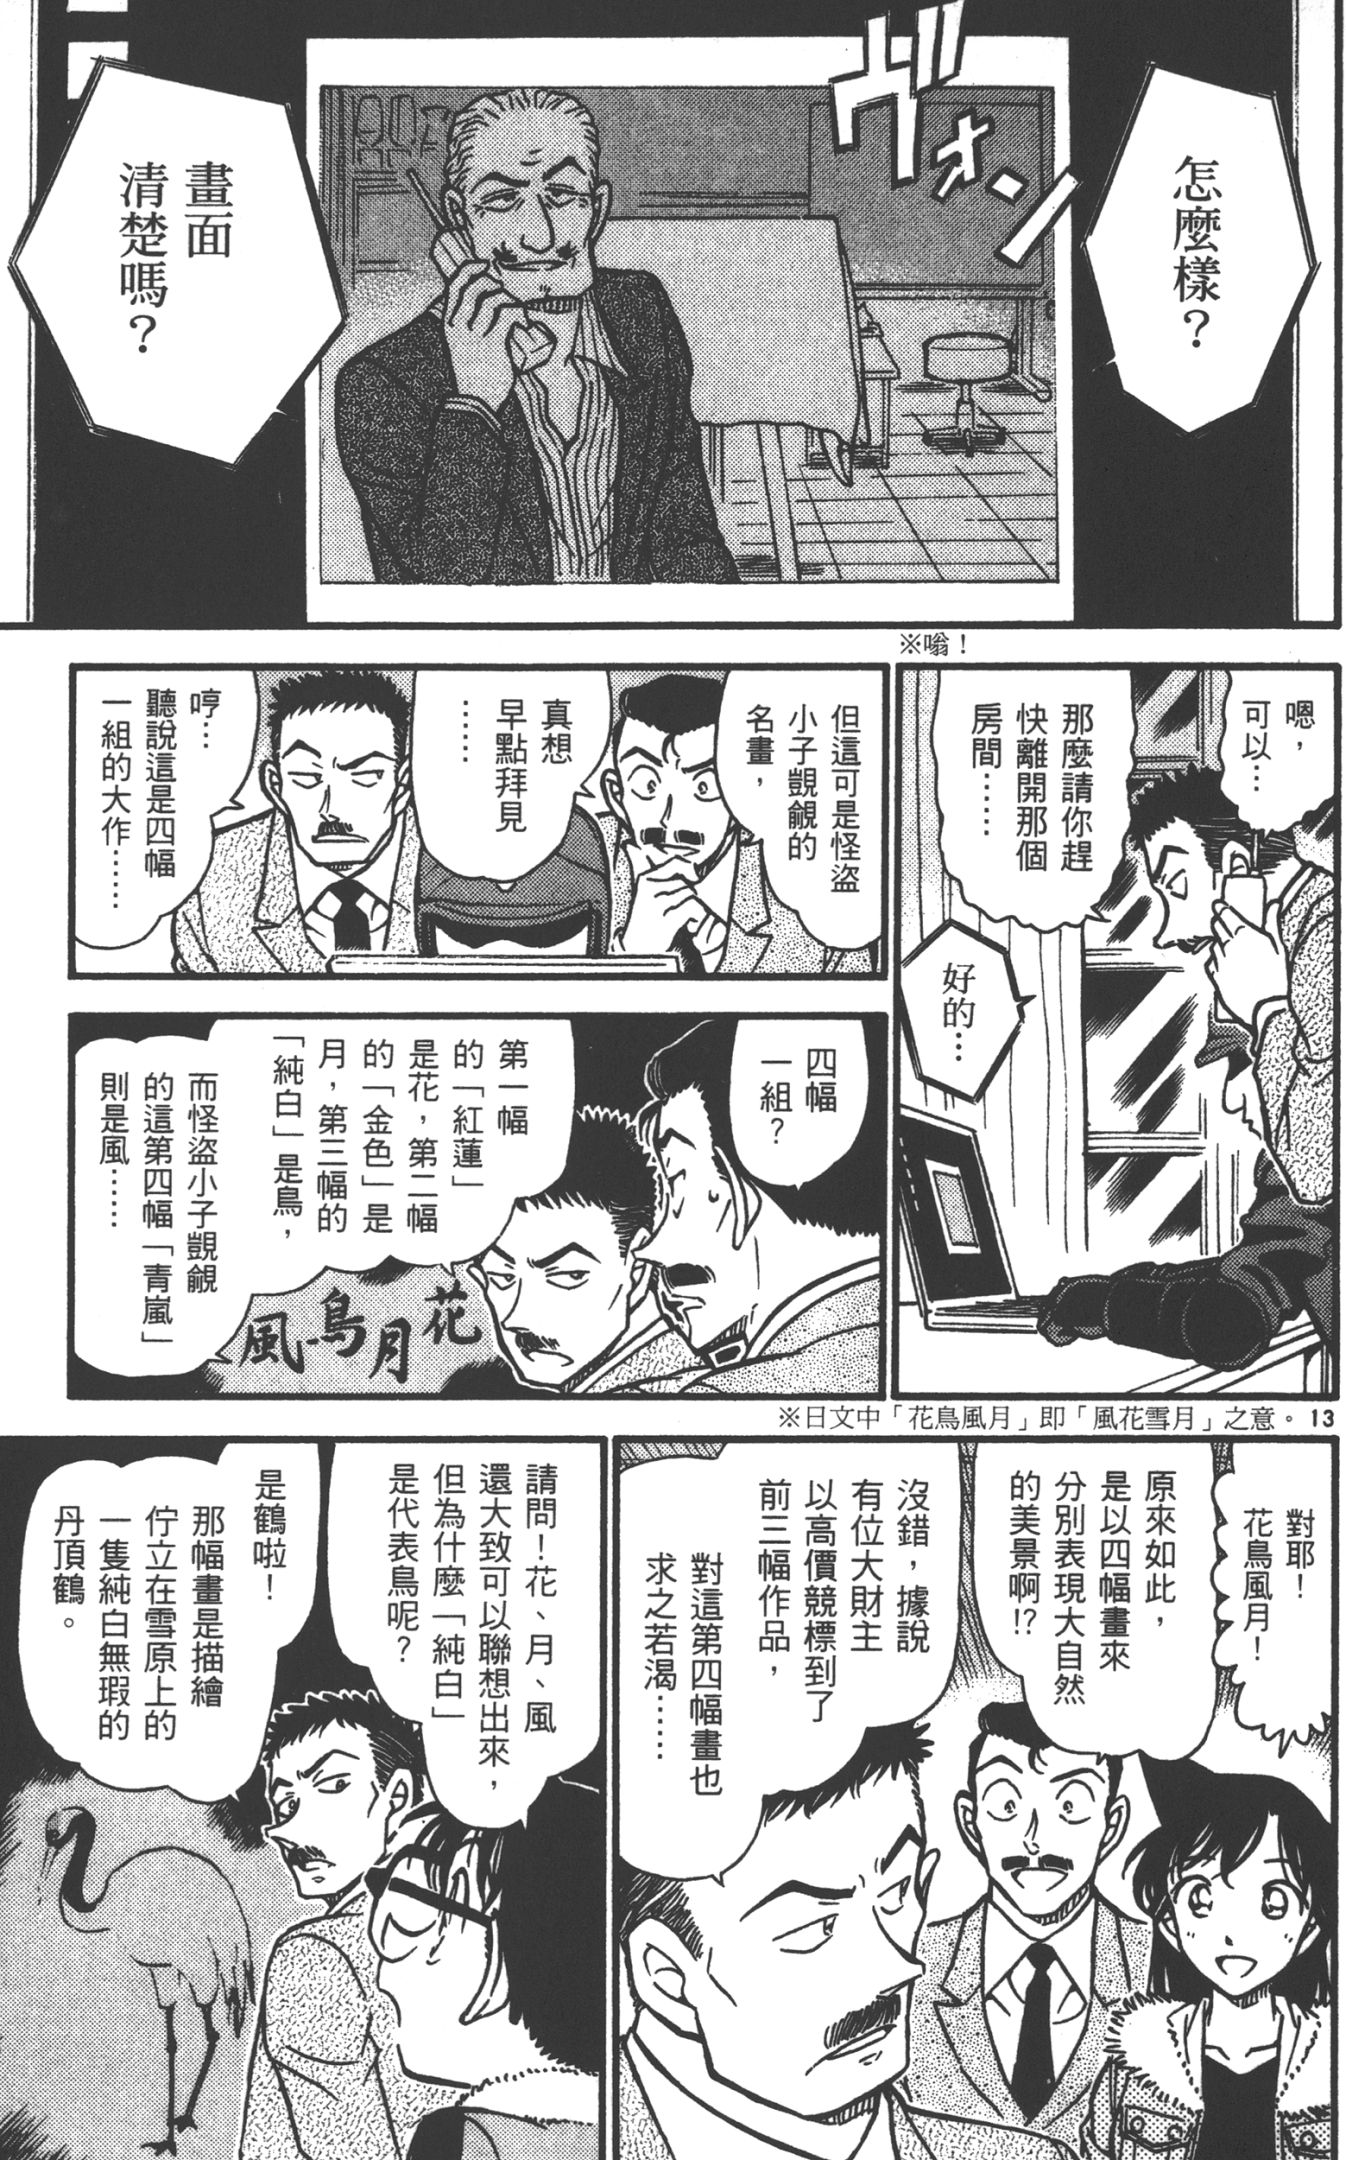 怎麼樣？
ヴォン
畫面
清楚嗎？
※嗡！
嗯，
可以…
那麼請你趕
快離開那個
房間……
好的…
但這可是怪盜
小子覬覦的
名畫，
真想
早點拜見
……
哼…
聽說這是四幅
一組的大作……
四幅
一組？
第一幅
的「紅蓮」
是花，第二幅
的「金色」是
月，第三幅的
「純白」是鳥，
而怪盜小子覬覦
的這第四幅「青嵐」
則是風……
花
月
鳥
風
※日文中「花鳥風月」即「風花雪月」之意。
13
對耶！
花鳥風月！
原來如此，
是以四幅畫來
分別表現大自然
的美景啊!?
沒錯，據說
有位大財主
以高價競標到了
前三幅作品，
對這第四幅畫也
求之若渴……
請問！花、月、風
還大致可以聯想出來，
但為什麼「純白」
是代表鳥呢？
是鶴啦！
那幅畫是描繪
佇立在雪原上的
一隻純白無瑕的
丹頂鶴。